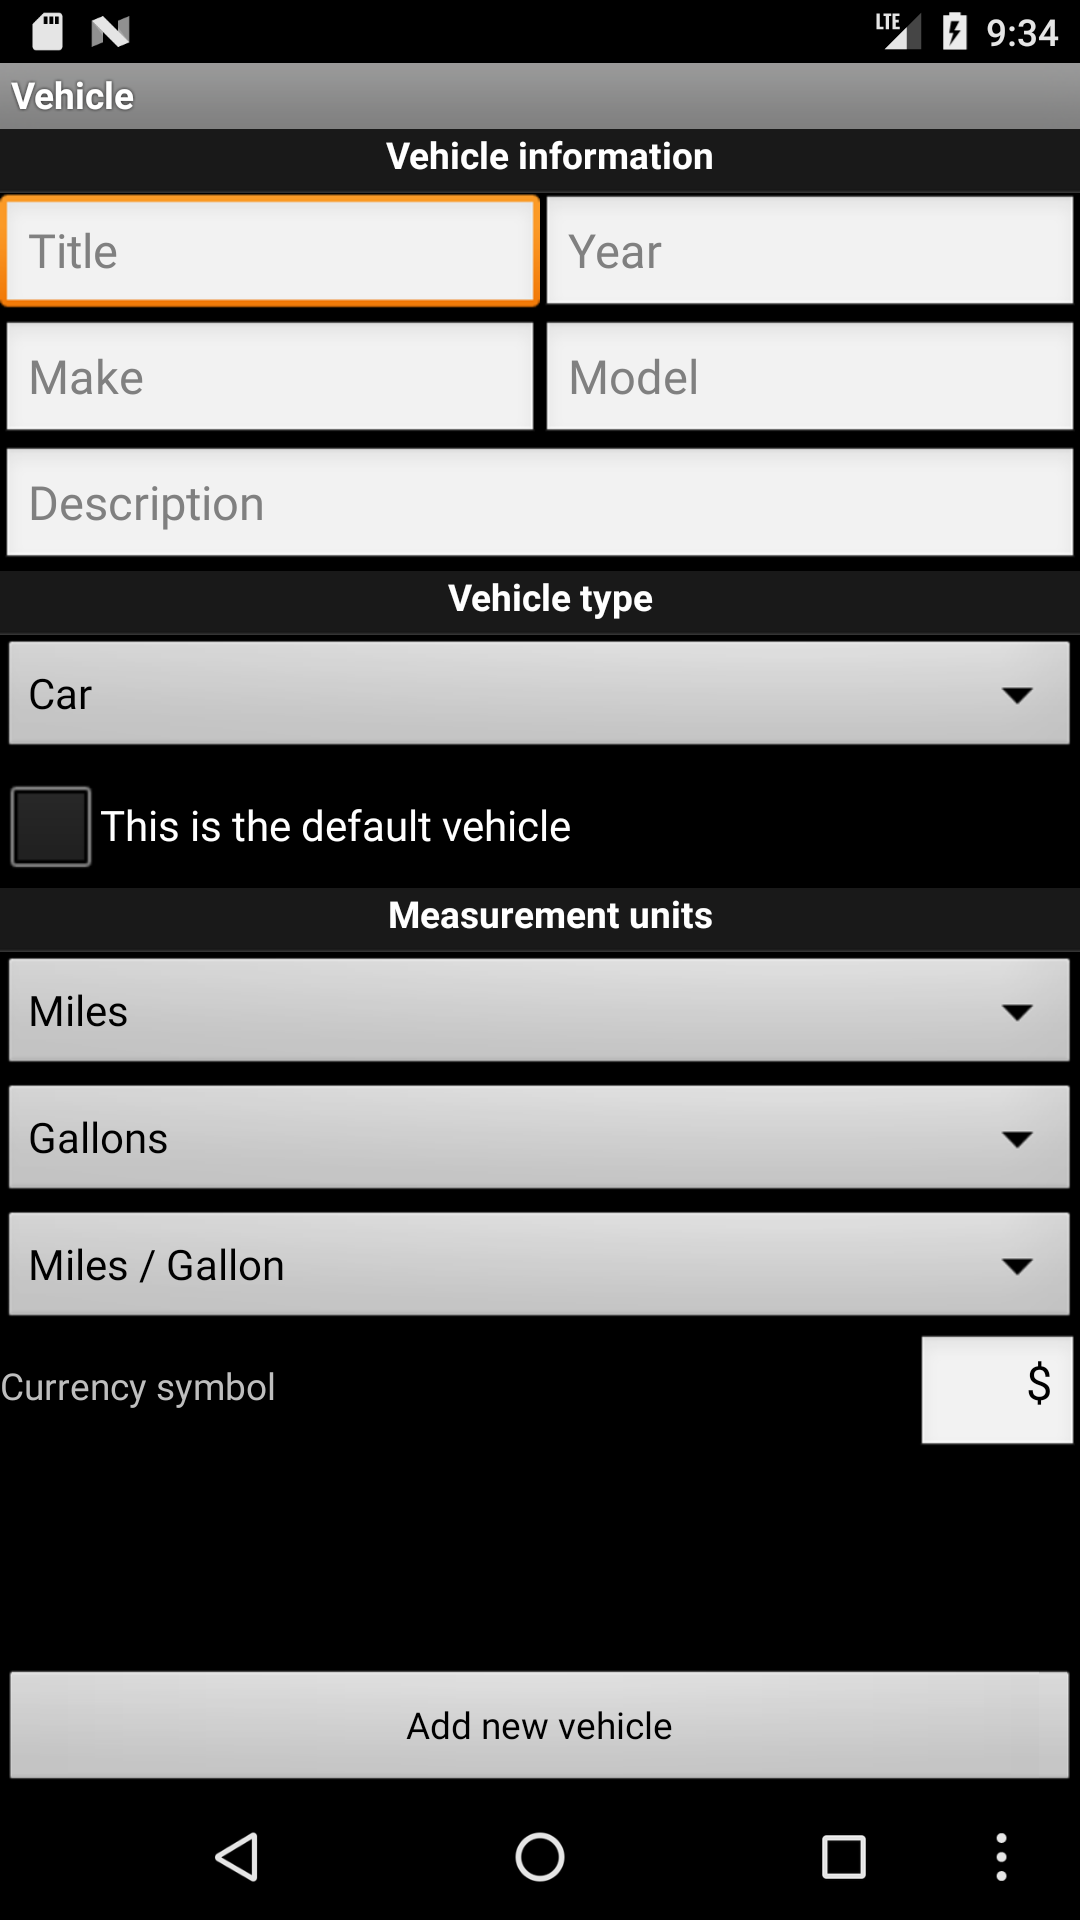 LTE 9:34
Vehicle
Vehicle information
Title Year
Make Model
Description
Vehicle type
Car
This is the default vehicle
Measurement units
Miles
Gallons
Miles / Gallon
Currency symbol $
Add new vehicle